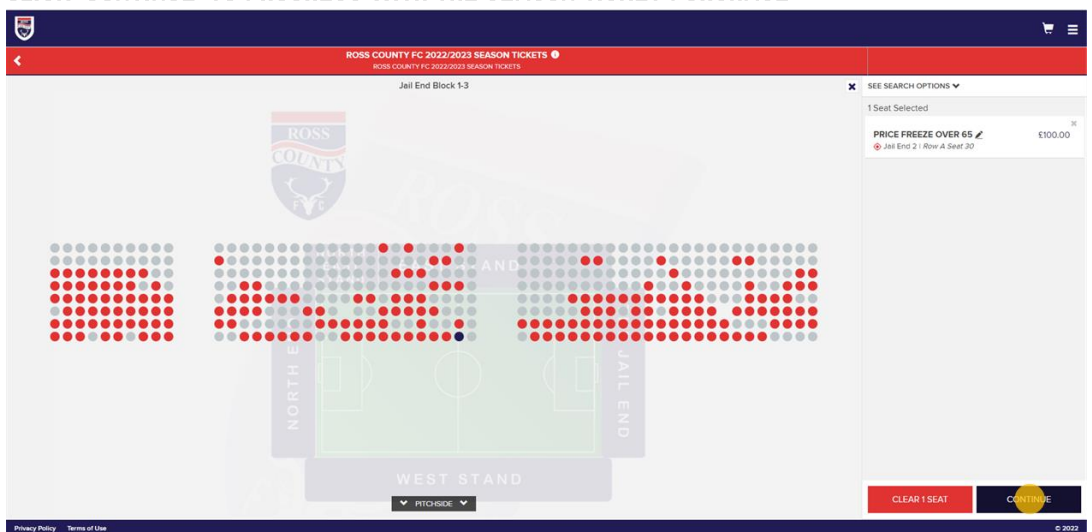 ROSS COUNTY FC 2022/2023 SEASON TICKETS
ROSS COUNTY FC 2022/2023 SEASON TICKETS
Jail End Block 1-3
SEE SEARCH OPTIONS
1 Seat Selected
PRICE FREEZE OVER 65 £100.00
Jail End 2 | Row A Seat 30
ROSS
COUNTY
F C
ROSS
STAND
NORTH E
JAIL END
WEST STAND
PITCHSIDE
CLEAR 1 SEAT
CONTINUE
Privacy Policy Terms of Use © 2022